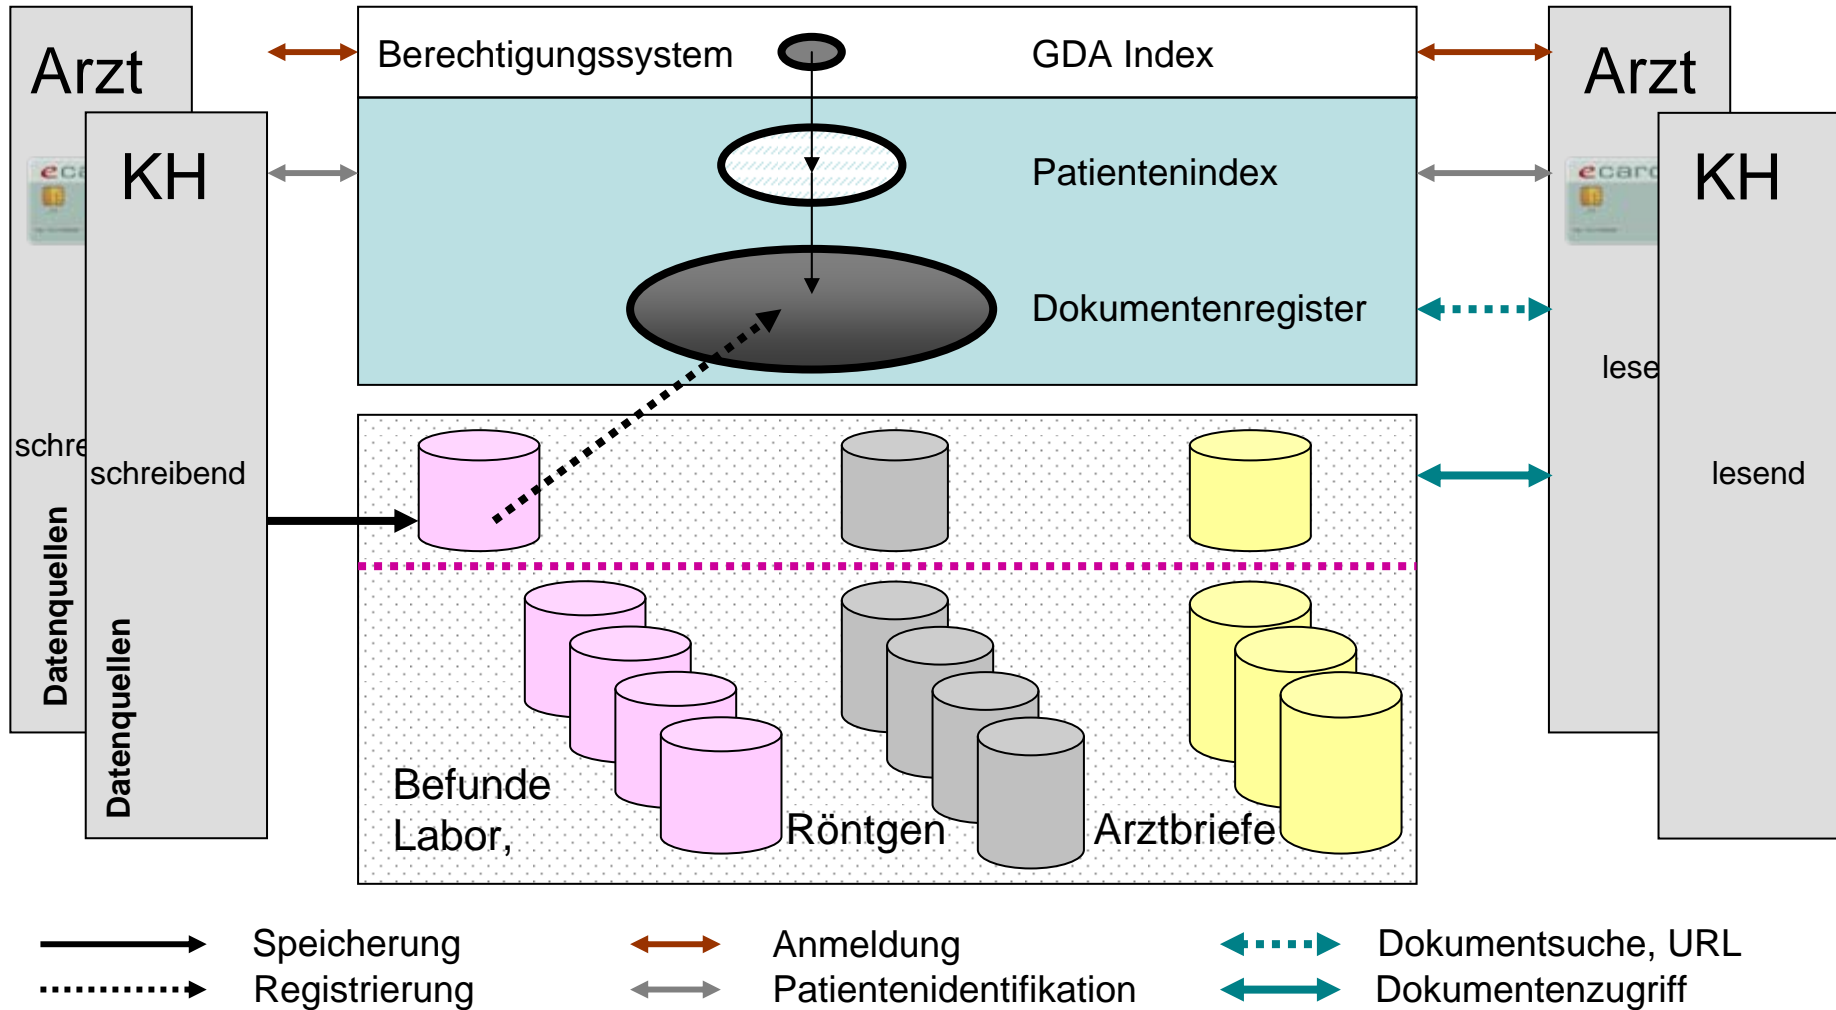 Arzt
KH
schre
schreibend
Datenquellen
Datenquellen
Berechtigungssystem
GDA Index
Patientenindex
Dokumentenregister
Befunde
Labor,
Röntgen
Arztbriefe
Arzt
ecard
KH
lese
lesend
Speicherung
Registrierung
Anmeldung
Patientenidentifikation
Dokumentsuche, URL
Dokumentenzugriff